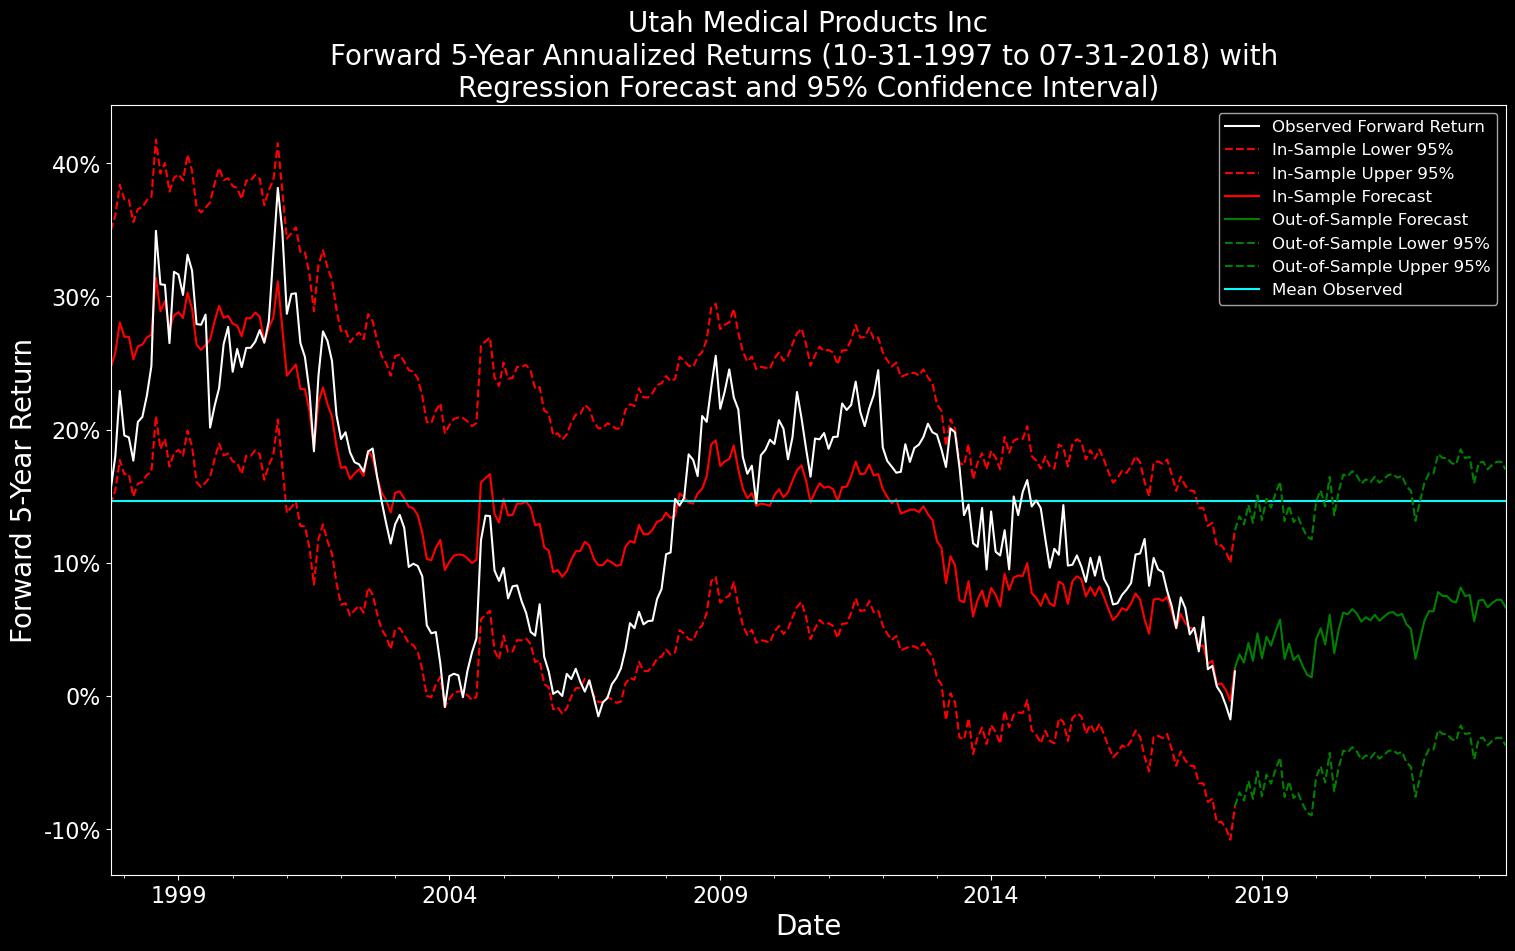 Utah Medical Products Inc
Forward 5-Year Annualized Returns (10-31-1997 to 07-31-2018) with
Regression Forecast and 95% Confidence Interval)
Observed Forward Return
In-Sample Lower 95%
In-Sample Upper 95%
In-Sample Forecast
Out-of-Sample Forecast
Out-of-Sample Lower 95%
Out-of-Sample Upper 95%
Mean Observed
Forward 5-Year Return
40%
30%
20%
10%
0%
-10%
1999
2004
2009
2014
2019
Date